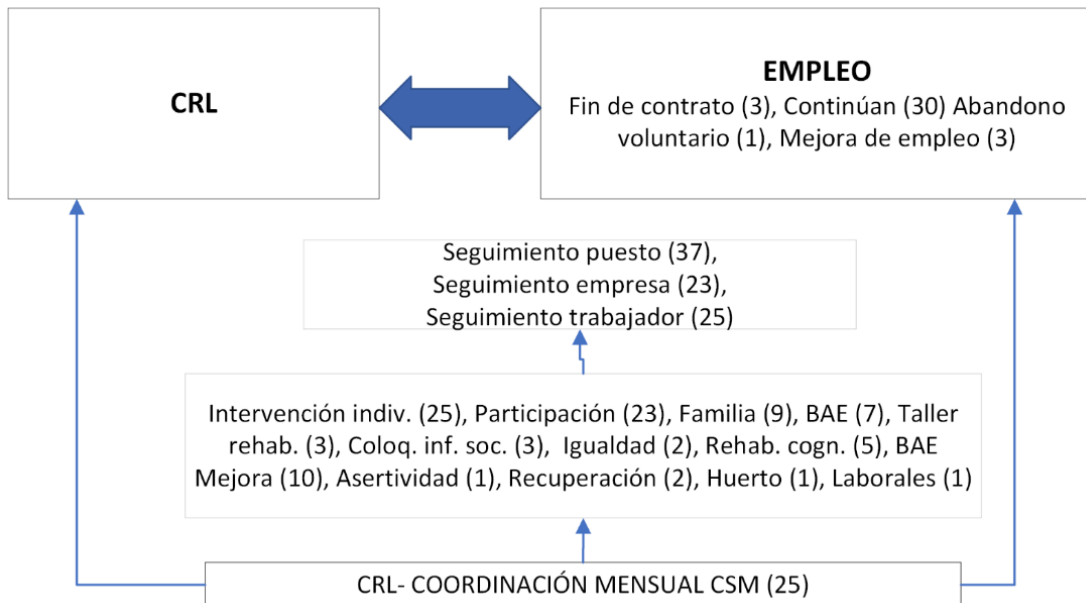 CRL
EMPLEO
Fin de contrato (3), Continúan (30) Abandono
voluntario (1), Mejora de empleo (3)
Seguimiento puesto (37),
Seguimiento empresa (23),
Seguimiento trabajador (25)
Intervención indiv. (25), Participación (23), Familia (9), BAE (7), Taller
rehab. (3), Coloq. inf. soc. (3), Igualdad (2), Rehab. cogn. (5), BAE
Mejora (10), Asertividad (1), Recuperación (2), Huerto (1), Laborales (1)
CRL- COORDINACIÓN MENSUAL CSM (25)